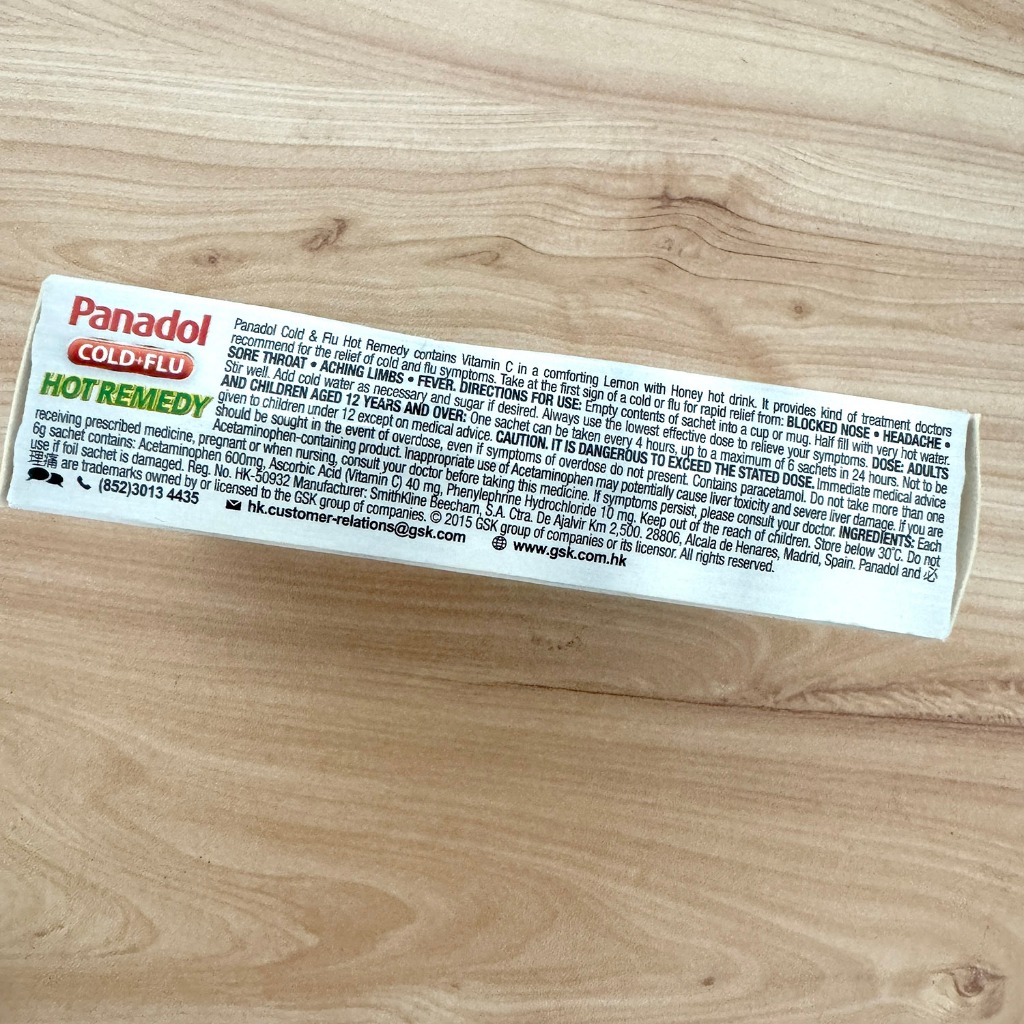 Panadol
COLD+FLU
HOTREMEDY
Panadol Cold & Flu Hot Remedy contains Vitamin C in a comforting Lemon with Honey hot drink. It provides kind of treatment doctors
recommend for the relief of cold and flu symptoms. Take at the first sign of a cold or flu for rapid relief from: BLOCKED NOSE • HEADACHE •
SORE THROAT • ACHING LIMBS • FEVER. DIRECTIONS FOR USE: Empty contents of sachet into a cup or mug. Half fill with very hot water.
Stir well. Add cold water as necessary and sugar if desired. Always use the lowest effective dose to relieve your symptoms. DOSE: ADULTS
AND CHILDREN AGED 12 YEARS AND OVER: One sachet can be taken every 4 hours, up to a maximum of 6 sachets in 24 hours. Not to be
given to children under 12 except on medical advice. CAUTION. IT IS DANGEROUS TO EXCEED THE STATED DOSE. Immediate medical advice
should be sought in the event of overdose, even if symptoms of overdose do not present. Contains paracetamol. Do not take more than one
Acetaminophen-containing product. Inappropriate use of Acetaminophen may potentially cause liver toxicity and severe liver damage. If you are
receiving prescribed medicine, pregnant or when nursing, consult your doctor before taking this medicine. If symptoms persist, please consult your doctor. INGREDIENTS: Each
6g sachet contains: Acetaminophen 600mg, Ascorbic Acid (Vitamin C) 40 mg, Phenylephrine Hydrochloride 10 mg. Keep out of the reach of children. Store below 30°C. Do not
use if foil sachet is damaged. Reg. No. HK-50932 Manufacturer: SmithKline Beecham, S.A. Ctra. De Ajalvir Km 2,500. 28806, Alcala de Henares, Madrid, Spain. Panadol and 必
理痛 are trademarks owned by or licensed to the GSK group of companies. © 2015 GSK group of companies or its licensor. All rights reserved.
(852)3013 4435 hk.customer-relations@gsk.com www.gsk.com.hk